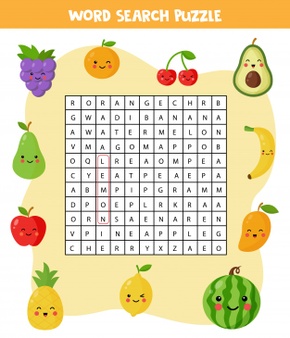 WORD SEARCH PUZZLE
R O R A N G E C H R B
G W A D I B A N A N A
A W A T E R M E L O N
O Q L R E A O M P E A
C Y E A T P E A E P A
A B M P I P G R A M M
V P I N E A P P L E G
C H E R R Y X Z A E O